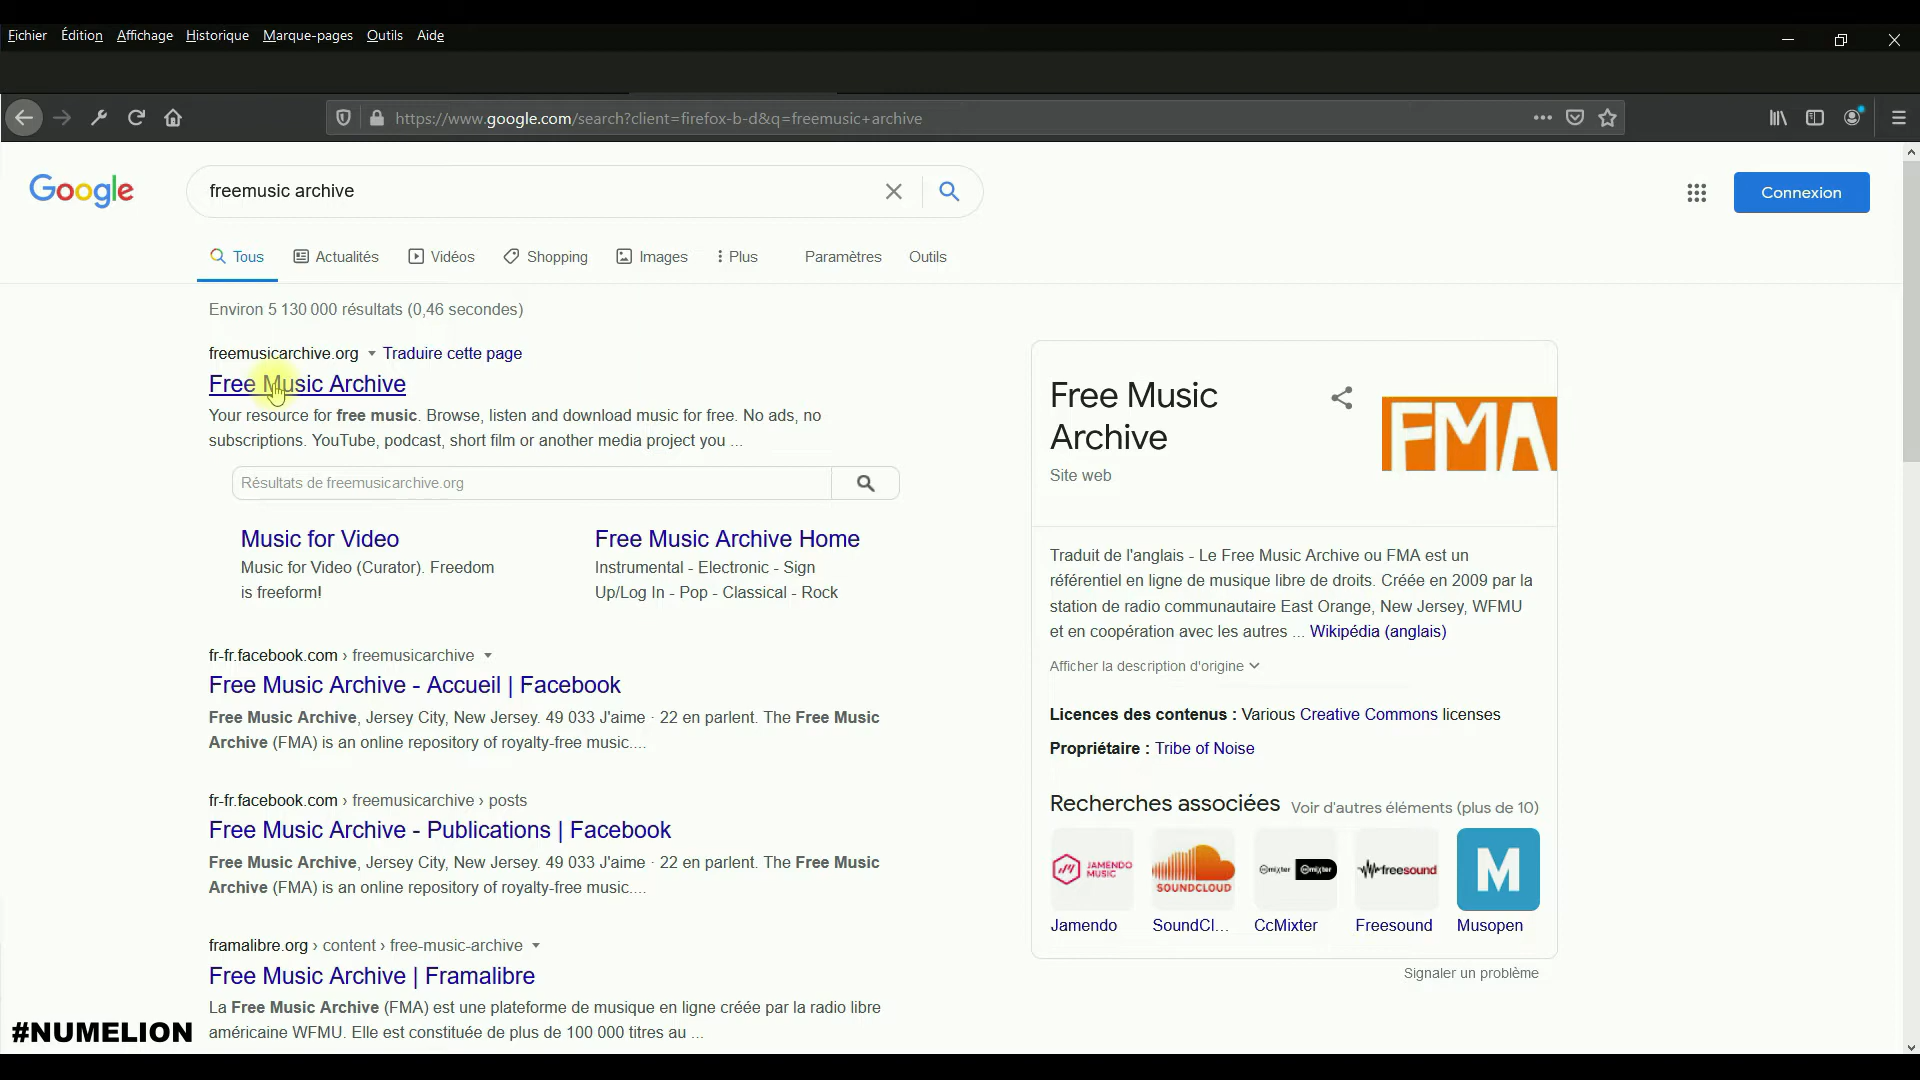 Fichier Édition Affichage Historique Marque-pages Outils Aide
https://www.google.com/search?client=firefox-b-d&q=freemusic+archive
Google
freemusic archive
Connexion
Tous Actualités Vidéos Shopping Images Plus Paramètres Outils
Environ 5 130 000 résultats (0,46 secondes)
freemusicarchive.org Traduire cette page
Free Music Archive
Your resource for free music. Browse, listen and download music for free. No ads, no
subscriptions. YouTube, podcast, short film or another media project you ...
Résultats de freemusicarchive.org
Music for Video
Music for Video (Curator). Freedom
is freeform!
Free Music Archive Home
Instrumental - Electronic - Sign
Up/Log In - Pop - Classical - Rock
fr-fr.facebook.com › freemusicarchive
Free Music Archive - Accueil | Facebook
Free Music Archive, Jersey City, New Jersey. 49 033 J'aime · 22 en parlent. The Free Music
Archive (FMA) is an online repository of royalty-free music....
fr-fr.facebook.com › freemusicarchive › posts
Free Music Archive - Publications | Facebook
Free Music Archive, Jersey City, New Jersey. 49 033 J'aime · 22 en parlent. The Free Music
Archive (FMA) is an online repository of royalty-free music....
framalibre.org › content › free-music-archive
Free Music Archive | Framalibre
La Free Music Archive (FMA) est une plateforme de musique en ligne créée par la radio libre
américaine WFMU. Elle est constituée de plus de 100 000 titres au ...
#NUMELION
Free Music
Archive
Site web
FMA
Traduit de l'anglais - Le Free Music Archive ou FMA est un
référentiel en ligne de musique libre de droits. Créée en 2009 par la
station de radio communautaire East Orange, New Jersey, WFMU
et en coopération avec les autres ... Wikipédia (anglais)
Afficher la description d'origine
Licences des contenus : Various Creative Commons licenses
Propriétaire : Tribe of Noise
Recherches associées Voir d'autres éléments (plus de 10)
JAMENDO
MUSIC
SOUNDCLOUD
ccmixter ccmixter
freesound
M
Jamendo SoundCl... CcMixter Freesound Musopen
Signaler un problème